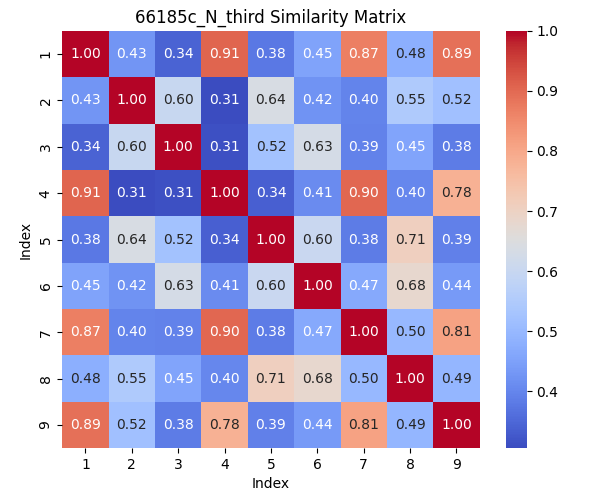 66185c_N_third Similarity Matrix
1 1.00 0.43 0.34 0.91 0.38 0.45 0.87 0.48 0.89
2 0.43 1.00 0.60 0.31 0.64 0.42 0.40 0.55 0.52
3 0.34 0.60 1.00 0.31 0.52 0.63 0.39 0.45 0.38
4 0.91 0.31 0.31 1.00 0.34 0.41 0.90 0.40 0.78
5 0.38 0.64 0.52 0.34 1.00 0.60 0.38 0.71 0.39
6 0.45 0.42 0.63 0.41 0.60 1.00 0.47 0.68 0.44
7 0.87 0.40 0.39 0.90 0.38 0.47 1.00 0.50 0.81
8 0.48 0.55 0.45 0.40 0.71 0.68 0.50 1.00 0.49
9 0.89 0.52 0.38 0.78 0.39 0.44 0.81 0.49 1.00
1 2 3 4 5 6 7 8 9
Index
Index
1.0
0.9
0.8
0.7
0.6
0.5
0.4